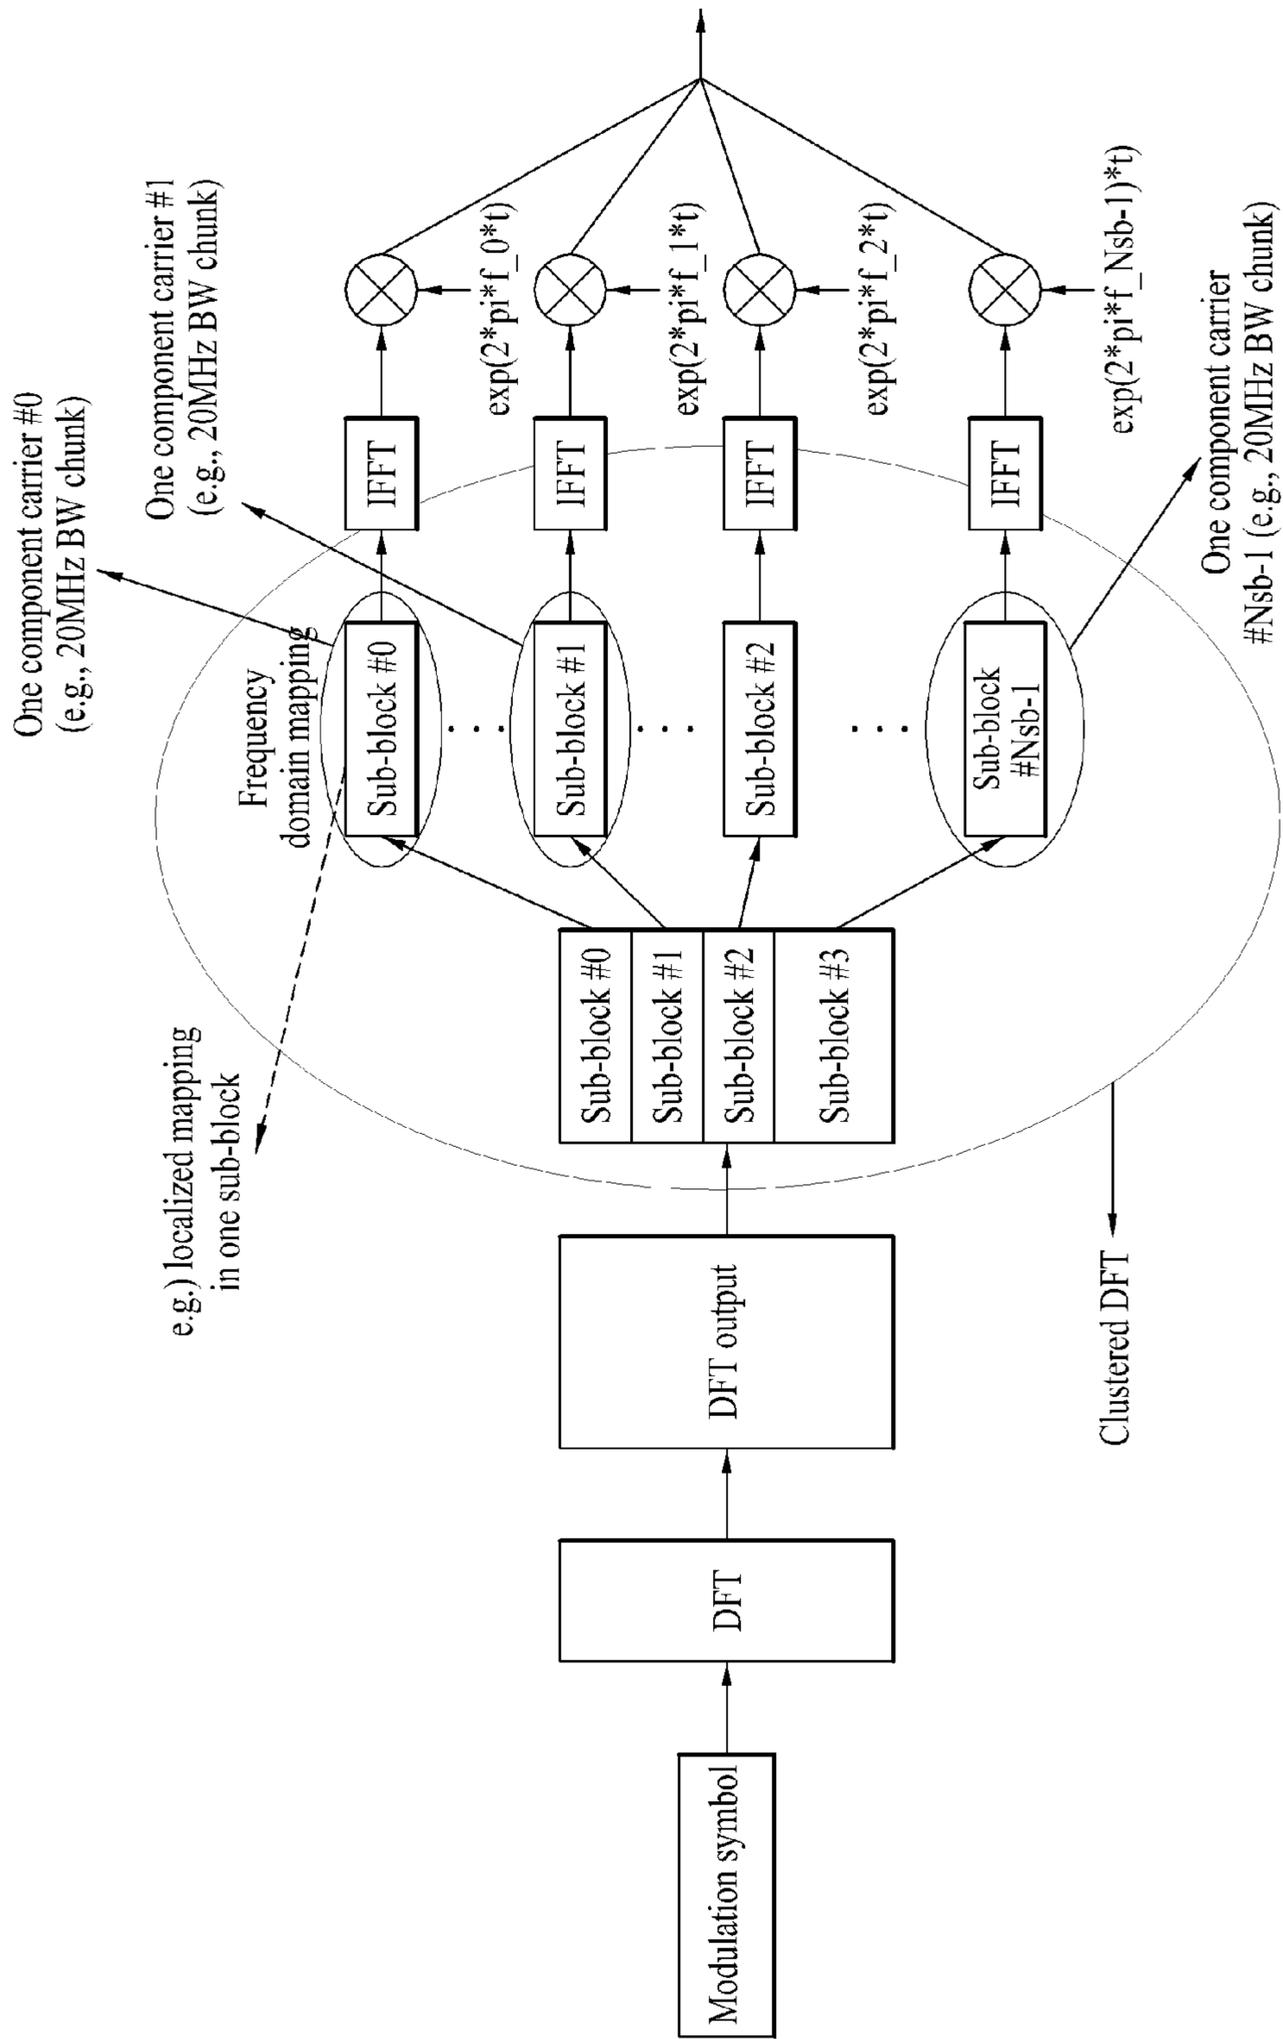 Modulation symbol
DFT
DFT output
Sub-block #0
Sub-block #1
Sub-block #2
Sub-block #3
Clustered DFT
e.g.) localized mapping
in one sub-block
Frequency
domain mapping
Sub-block #0
Sub-block #1
Sub-block #2
Sub-block
#Nsb-1
One component carrier #0
(e.g., 20MHz BW chunk)
One component carrier #1
(e.g., 20MHz BW chunk)
One component carrier
#Nsb-1 (e.g., 20MHz BW chunk)
IFFT
IFFT
IFFT
IFFT
exp(2*pi*f_0*t)
exp(2*pi*f_1*t)
exp(2*pi*f_2*t)
exp(2*pi*f_Nsb-1)*t)
. . .
. . .
. . .